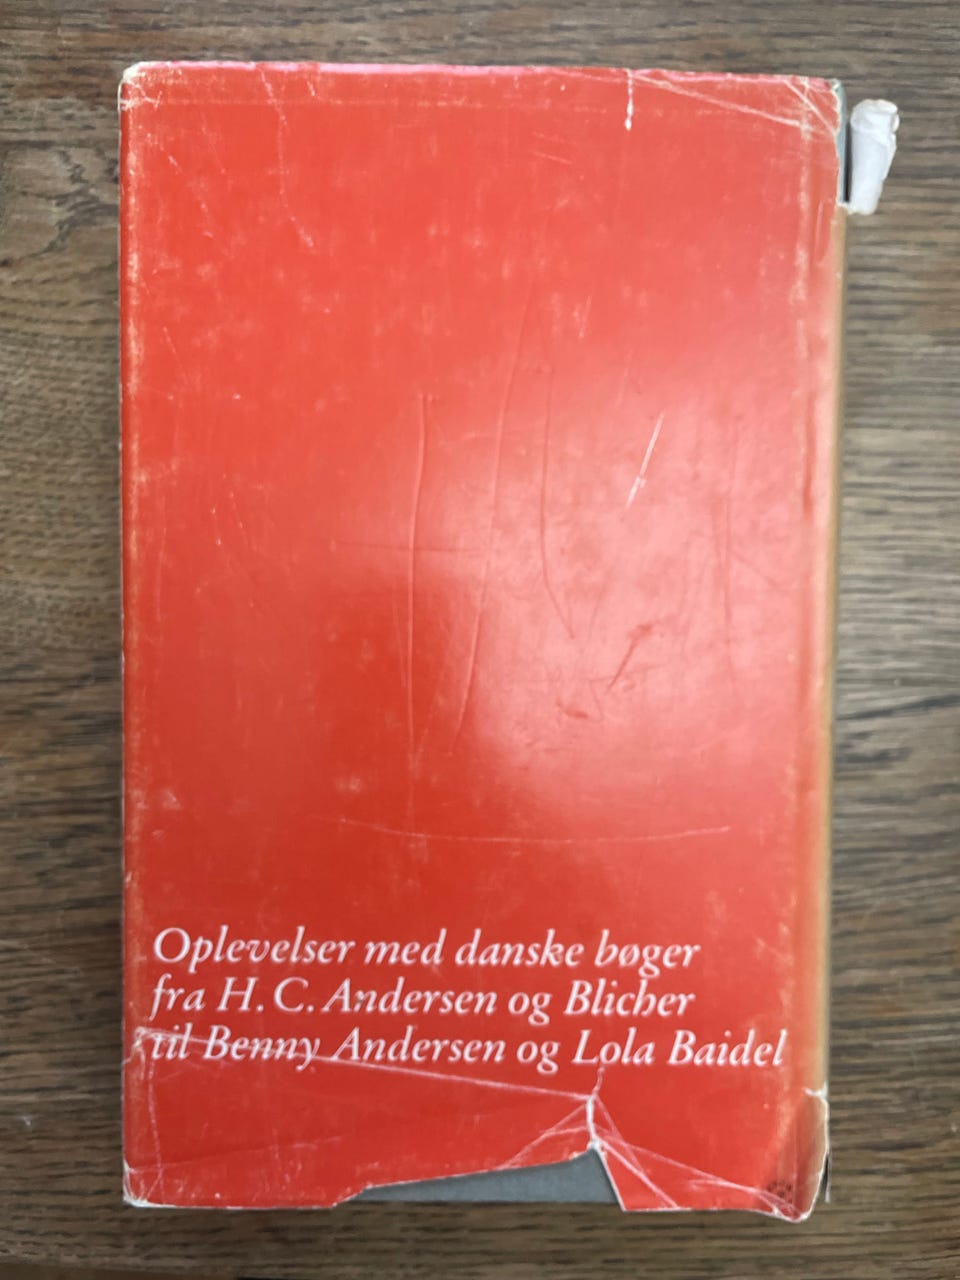 Oplevelser med danske bøger
fra H. C. Andersen og Blicher
til Benny Andersen og Lola Baidel